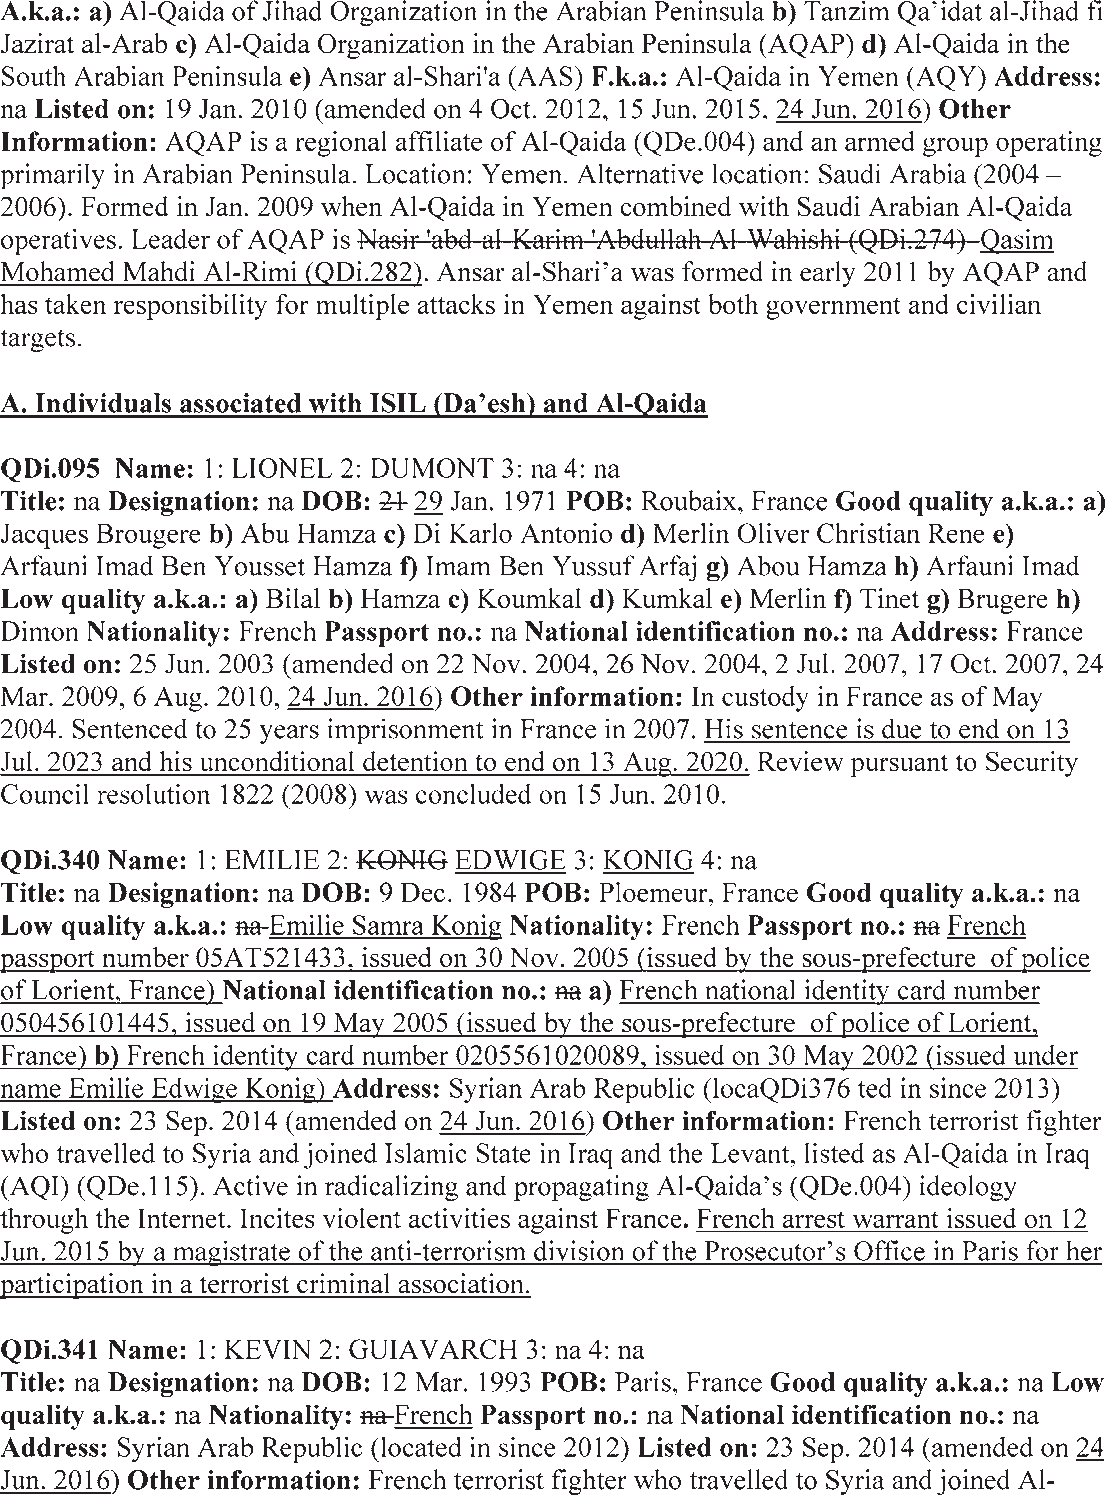 A.k.a.: a) Al-Qaida of Jihad Organization in the Arabian Peninsula b) Tanzim Qa`idat al-Jihad fi
Jazirat al-Arab c) Al-Qaida Organization in the Arabian Peninsula (AQAP) d) Al-Qaida in the
South Arabian Peninsula e) Ansar al-Shari'a (AAS) F.k.a.: Al-Qaida in Yemen (AQY) Address:
na Listed on: 19 Jan. 2010 (amended on 4 Oct. 2012, 15 Jun. 2015, 24 Jun. 2016) Other
Information: AQAP is a regional affiliate of Al-Qaida (QDe.004) and an armed group operating
primarily in Arabian Peninsula. Location: Yemen. Alternative location: Saudi Arabia (2004 –
2006). Formed in Jan. 2009 when Al-Qaida in Yemen combined with Saudi Arabian Al-Qaida
operatives. Leader of AQAP is Nasir 'abd-al-Karim 'Abdullah Al-Wahishi (QDi.274) Qasim
Mohamed Mahdi Al-Rimi (QDi.282). Ansar al-Shari’a was formed in early 2011 by AQAP and
has taken responsibility for multiple attacks in Yemen against both government and civilian
targets.
A. Individuals associated with ISIL (Da’esh) and Al-Qaida
QDi.095 Name: 1: LIONEL 2: DUMONT 3: na 4: na
Title: na Designation: na DOB: 21 29 Jan. 1971 POB: Roubaix, France Good quality a.k.a.: a)
Jacques Brougere b) Abu Hamza c) Di Karlo Antonio d) Merlin Oliver Christian Rene e)
Arfauni Imad Ben Yousset Hamza f) Imam Ben Yussuf Arfaj g) Abou Hamza h) Arfauni Imad
Low quality a.k.a.: a) Bilal b) Hamza c) Koumkal d) Kumkal e) Merlin f) Tinet g) Brugere h)
Dimon Nationality: French Passport no.: na National identification no.: na Address: France
Listed on: 25 Jun. 2003 (amended on 22 Nov. 2004, 26 Nov. 2004, 2 Jul. 2007, 17 Oct. 2007, 24
Mar. 2009, 6 Aug. 2010, 24 Jun. 2016) Other information: In custody in France as of May
2004. Sentenced to 25 years imprisonment in France in 2007. His sentence is due to end on 13
Jul. 2023 and his unconditional detention to end on 13 Aug. 2020. Review pursuant to Security
Council resolution 1822 (2008) was concluded on 15 Jun. 2010.
QDi.340 Name: 1: EMILIE 2: KONIG EDWIGE 3: KONIG 4: na
Title: na Designation: na DOB: 9 Dec. 1984 POB: Ploemeur, France Good quality a.k.a.: na
Low quality a.k.a.: na Emilie Samra Konig Nationality: French Passport no.: na French
passport number 05AT521433, issued on 30 Nov. 2005 (issued by the sous-prefecture of police
of Lorient, France) National identification no.: na a) French national identity card number
050456101445, issued on 19 May 2005 (issued by the sous-prefecture of police of Lorient,
France) b) French identity card number 0205561020089, issued on 30 May 2002 (issued under
name Emilie Edwige Konig) Address: Syrian Arab Republic (locaQDi376 ted in since 2013)
Listed on: 23 Sep. 2014 (amended on 24 Jun. 2016) Other information: French terrorist fighter
who travelled to Syria and joined Islamic State in Iraq and the Levant, listed as Al-Qaida in Iraq
(AQI) (QDe.115). Active in radicalizing and propagating Al-Qaida’s (QDe.004) ideology
through the Internet. Incites violent activities against France. French arrest warrant issued on 12
Jun. 2015 by a magistrate of the anti-terrorism division of the Prosecutor’s Office in Paris for her
participation in a terrorist criminal association.
QDi.341 Name: 1: KEVIN 2: GUIAVARCH 3: na 4: na
Title: na Designation: na DOB: 12 Mar. 1993 POB: Paris, France Good quality a.k.a.: na Low
quality a.k.a.: na Nationality: na French Passport no.: na National identification no.: na
Address: Syrian Arab Republic (located in since 2012) Listed on: 23 Sep. 2014 (amended on 24
Jun. 2016) Other information: French terrorist fighter who travelled to Syria and joined Al-